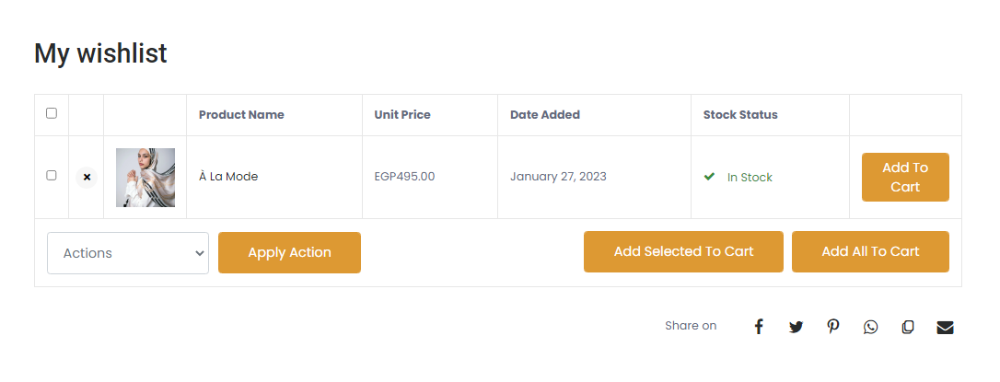 My wishlist
Product Name Unit Price Date Added Stock Status
À La Mode EGP495.00 January 27, 2023 In Stock Add To
Cart
Actions Apply Action Add Selected To Cart Add All To Cart
Share on